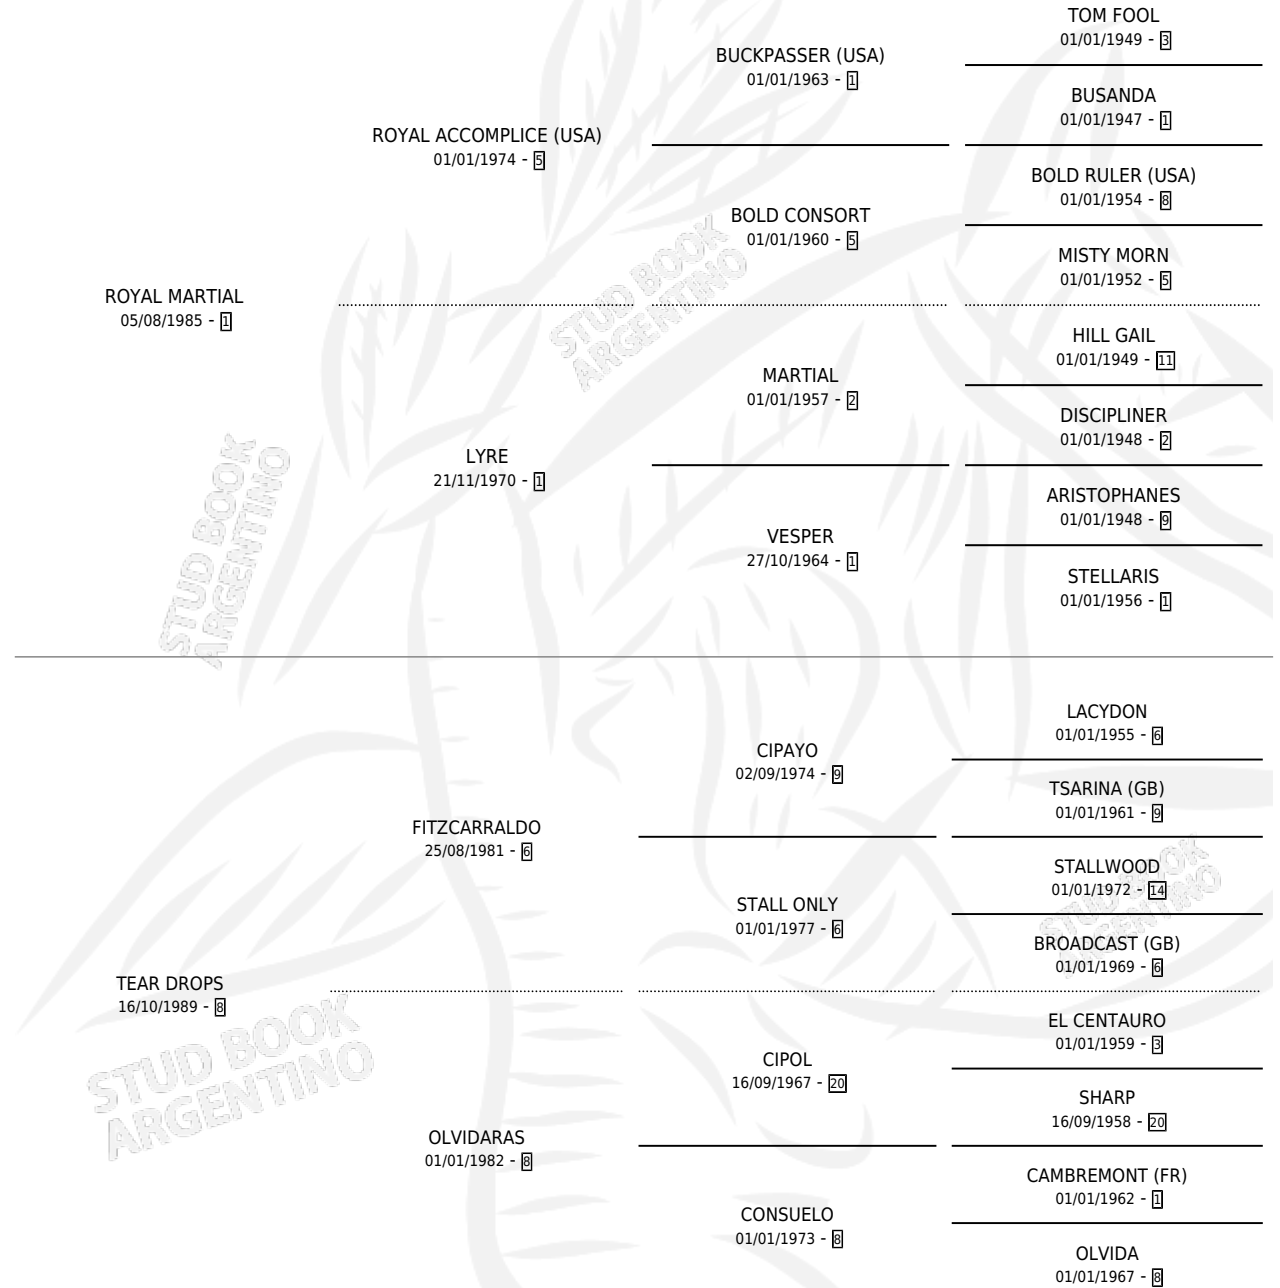 TOM FOOL
01/01/1949 - 3
BUCKPASSER (USA)
01/01/1963 - 1
BUSANDA
01/01/1947 - 1
ROYAL ACCOMPLICE (USA)
01/01/1974 - 5
BOLD RULER (USA)
01/01/1954 - 8
BOLD CONSORT
01/01/1960 - 5
MISTY MORN
01/01/1952 - 5
ROYAL MARTIAL
05/08/1985 - 1
HILL GAIL
01/01/1949 - 11
MARTIAL
01/01/1957 - 2
DISCIPLINER
01/01/1948 - 2
LYRE
21/11/1970 - 1
ARISTOPHANES
01/01/1948 - 9
VESPER
27/10/1964 - 1
STELLARIS
01/01/1956 - 1
LACYDON
01/01/1955 - 6
CIPAYO
02/09/1974 - 9
TSARINA (GB)
01/01/1961 - 9
FITZCARRALDO
25/08/1981 - 6
STALLWOOD
01/01/1972 - 14
STALL ONLY
01/01/1977 - 6
BROADCAST (GB)
01/01/1969 - 6
TEAR DROPS
16/10/1989 - 8
EL CENTAURO
01/01/1959 - 3
CIPOL
16/09/1967 - 20
SHARP
16/09/1958 - 20
OLVIDARAS
01/01/1982 - 8
CAMBREMONT (FR)
01/01/1962 - 1
CONSUELO
01/01/1973 - 8
OLVIDA
01/01/1967 - 8
STUD BOOK
ARGENTINO
STUD BOOK
ARGENTINO
STUD BOOK
ARGENTINO
STUD BOOK
ARGENTINO